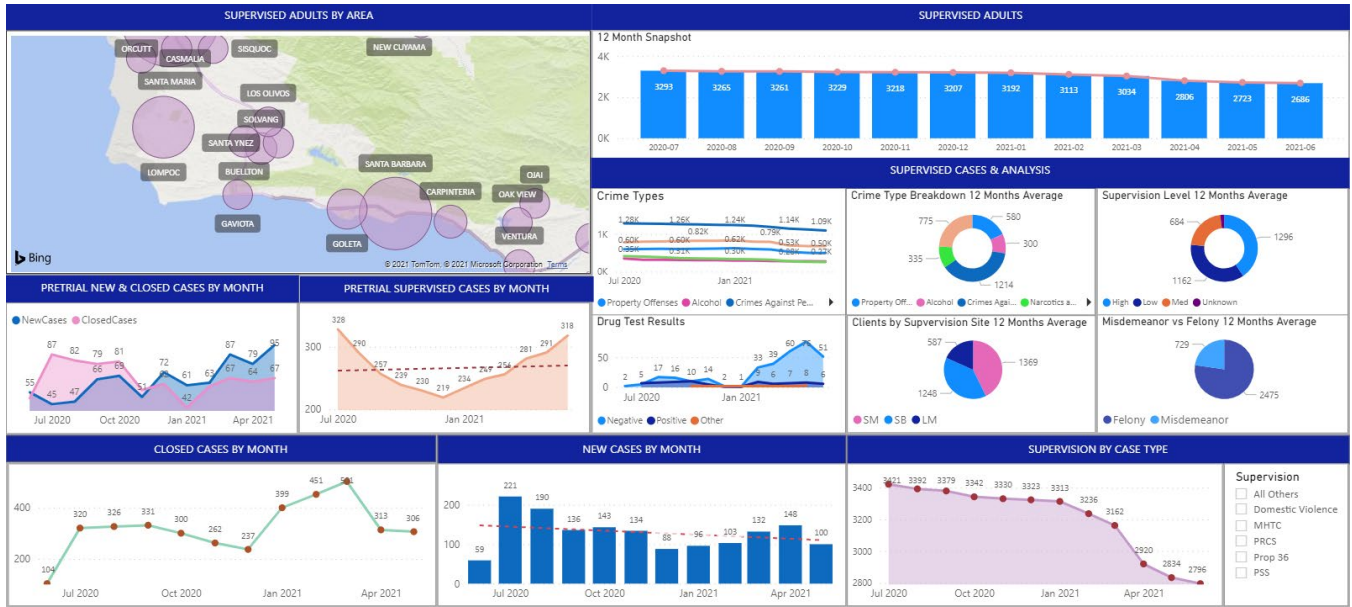 SUPERVISED ADULTS BY AREA
ORCUTT
CASMALIA
SISQUOC
NEW CUYAMA
SANTA MARIA
LOS OLIVOS
SOLVANG
SANTA YNEZ
LOMPOC
BUELLTON
SANTA BARBARA
OJAI
CARPINTERIA
OAK VIEW
GAVIOTA
GOLETA
VENTURA
Bing
© 2021 TomTom, © 2021 Microsoft Corporation Terms
SUPERVISED ADULTS
12 Month Snapshot
4K
2K
0K
3293 3265 3261 3229 3218 3207 3192 3113 3034 2806 2723 2686
2020-07 2020-08 2020-09 2020-10 2020-11 2020-12 2021-01 2021-02 2021-03 2021-04 2021-05 2021-06
SUPERVISED CASES & ANALYSIS
Crime Types
1.28K 1.26K 1.24K 1.14K 1.09K
0.82K 0.79K
0.60K 0.60K 0.62K 0.53K 0.50K
0.35K 0.31K 0.30K 0.28K 0.27K
1K
0K
Jul 2020 Jan 2021
Property Offenses Alcohol Crimes Against Pe...
Crime Type Breakdown 12 Months Average
775 580
300
335
1214
Property Off... Alcohol Crimes Agai... Narcotics a...
Supervision Level 12 Months Average
684
1296
1162
High Low Med Unknown
PRETRIAL NEW & CLOSED CASES BY MONTH
NewCases ClosedCases
87 82 79 81 72 87 79 95
55 45 47 66 69 51 61 63 67 64 67
42
Jul 2020 Oct 2020 Jan 2021 Apr 2021
PRETRIAL SUPERVISED CASES BY MONTH
328 290 257 239 230 219 234 249 254 281 291 318
300
200
Jul 2020 Jan 2021
Drug Test Results
50
0
2 5 17 16 10 14 2 1 33 39 60 76 51
9 6 7 8 6
Jul 2020 Jan 2021
Negative Positive Other
Clients by Supvervision Site 12 Months Average
587
1369
1248
SM SB LM
Misdemeanor vs Felony 12 Months Average
729
2475
Felony Misdemeanor
CLOSED CASES BY MONTH
400
200
104 320 326 331 300 262 237 399 451 501 313 306
Jul 2020 Oct 2020 Jan 2021 Apr 2021
NEW CASES BY MONTH
200
100
0
59 221 190 136 143 134 88 96 103 132 148 100
Jul 2020 Oct 2020 Jan 2021 Apr 2021
SUPERVISION BY CASE TYPE
3400
3200
3000
2800
3421 3392 3379 3342 3330 3323 3313 3236 3162 2920 2834 2796
Jul 2020 Oct 2020 Jan 2021 Apr 2021
Supervision
All Others
Domestic Violence
MHTC
PRCS
Prop 36
PSS